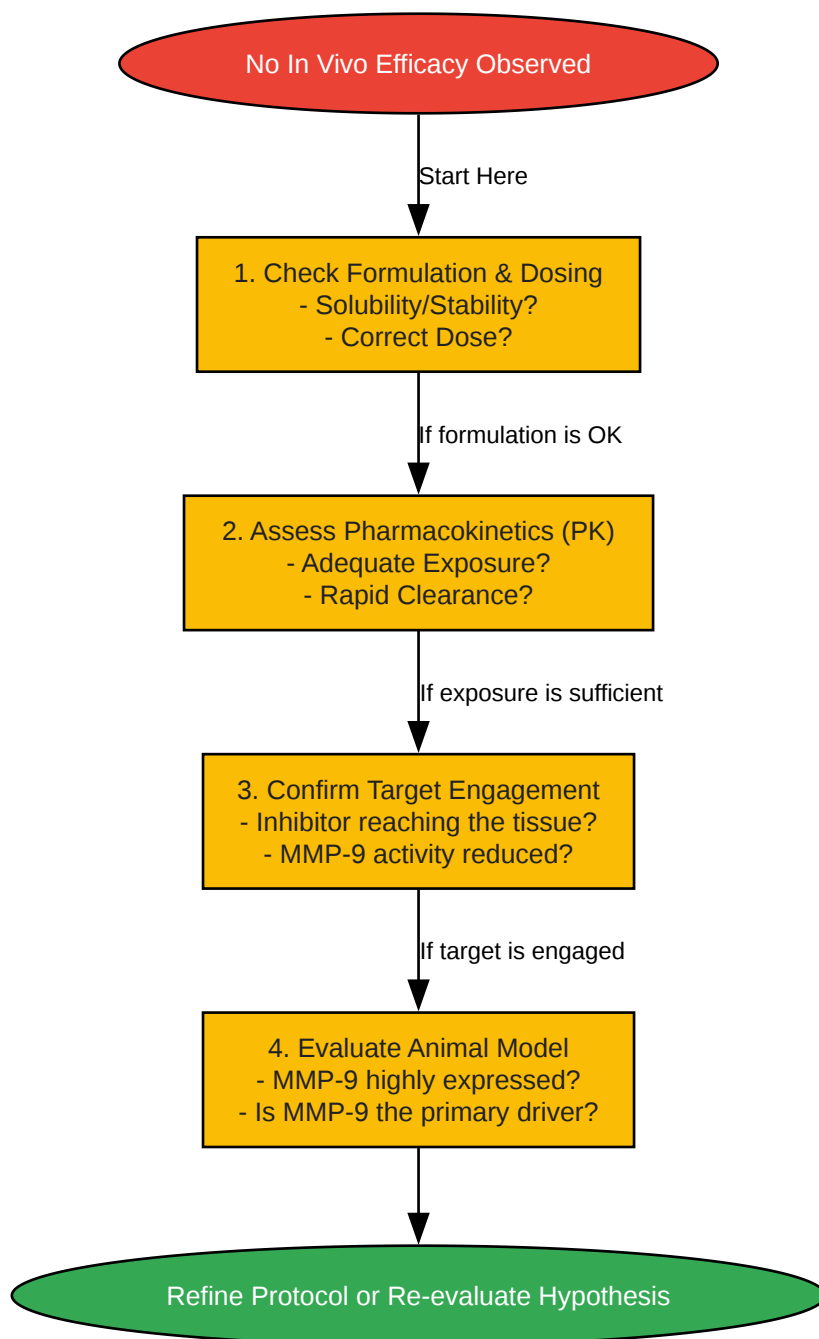 No In Vivo Efficacy Observed
Start Here
1. Check Formulation & Dosing
- Solubility/Stability?
- Correct Dose?
If formulation is OK
2. Assess Pharmacokinetics (PK)
- Adequate Exposure?
- Rapid Clearance?
If exposure is sufficient
3. Confirm Target Engagement
- Inhibitor reaching the tissue?
- MMP-9 activity reduced?
If target is engaged
4. Evaluate Animal Model
- MMP-9 highly expressed?
- Is MMP-9 the primary driver?
Refine Protocol or Re-evaluate Hypothesis